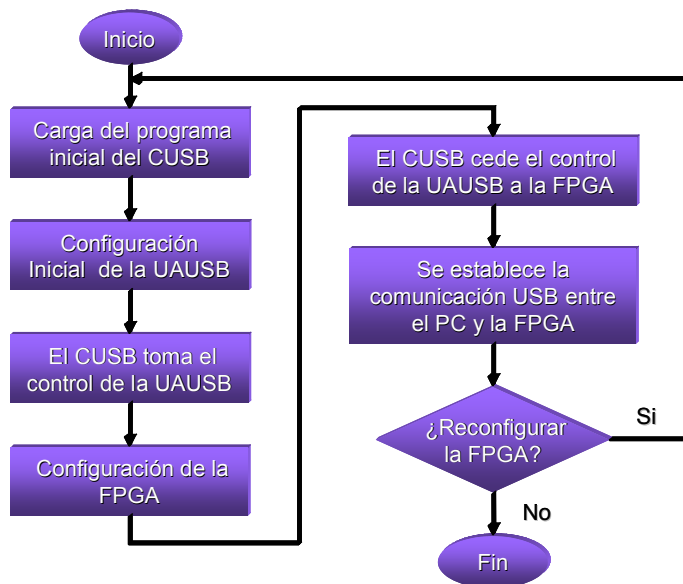 Inicio
Carga del programa
inicial del CUSB
Configuración
Inicial de la UAUSB
El CUSB toma el
control de la UAUSB
Configuración de la
FPGA
El CUSB cede el control
de la UAUSB a la FPGA
Se establece la
comunicación USB entre
el PC y la FPGA
¿Reconfigurar
la FPGA?
Si
No
Fin